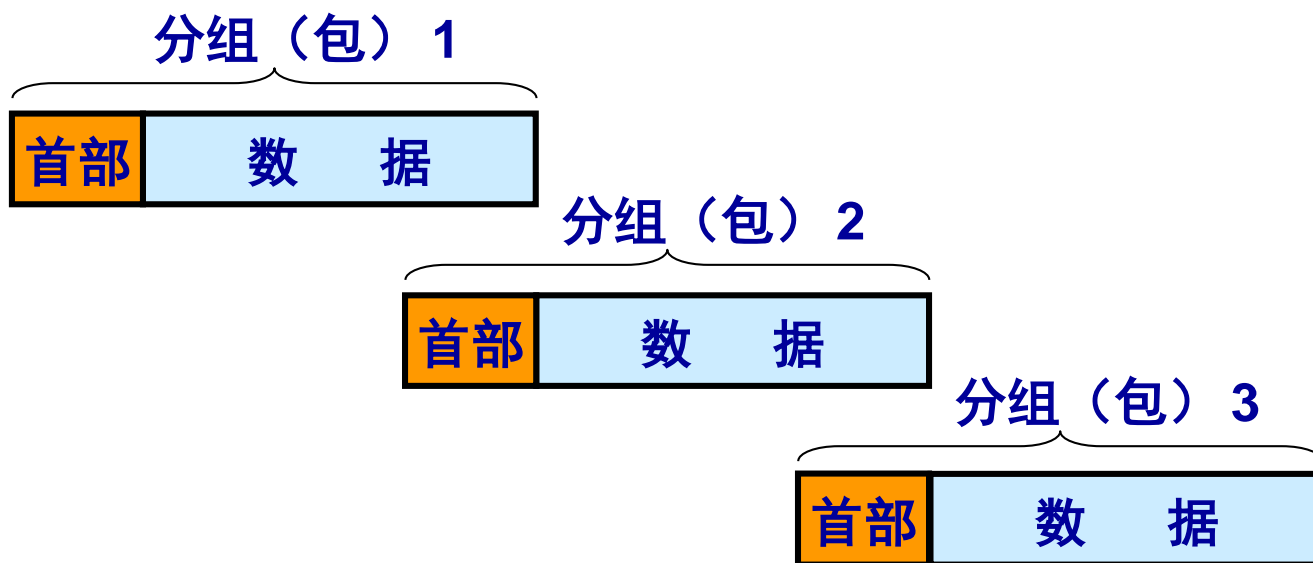 分组（包）1
首部 数 据
分组（包）2
首部 数 据
分组（包）3
首部 数 据